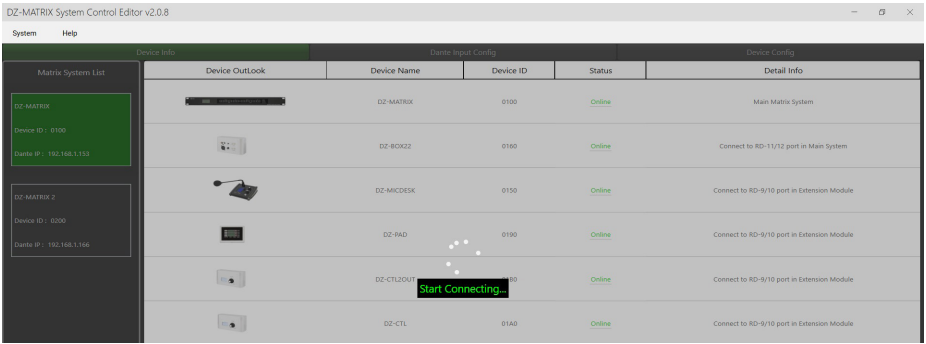 DZ-MATRIX System Control Editor v2.0.8
System Help
Device Info Dante Input Config Device Config
Matrix System List Device OutLook Device Name Device ID Status Detail Info
DZ-MATRIX
Device ID : 0100
Dante IP : 192.168.1.153
DZ-MATRIX 2
Device ID : 0200
Dante IP : 192.168.1.166
DZ-MATRIX 0100 Online Main Matrix System
DZ-BOX22 0160 Online Connect to RD-11/12 port in Main System
DZ-MICDESK 0150 Online Connect to RD-9/10 port in Extension Module
DZ-PAD 0190 Online Connect to RD-9/10 port in Extension Module
DZ-CTL2OUT Online Connect to RD-9/10 port in Extension Module
Start Connecting...
DZ-CTL 01A0 Online Connect to RD-9/10 port in Extension Module